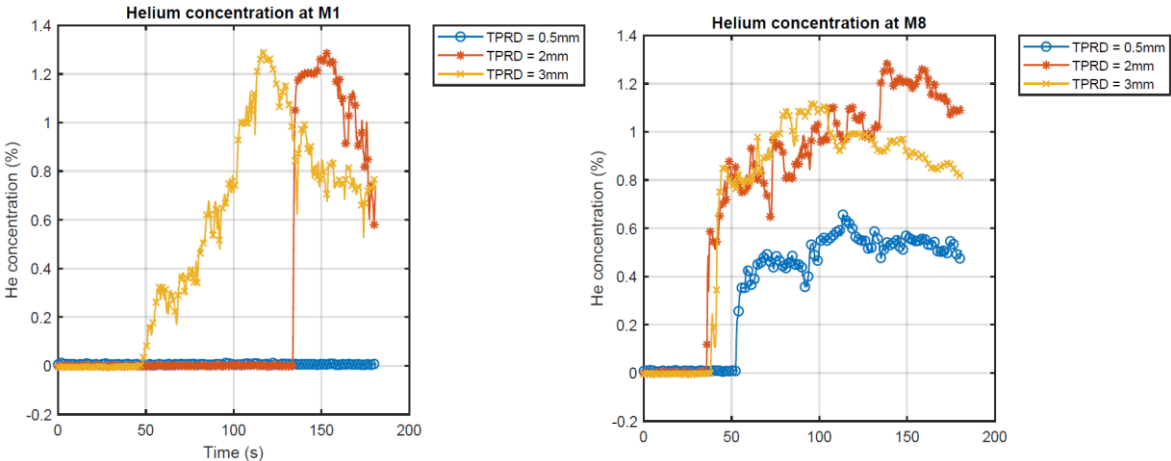 Helium concentration at M1
1.4
1.2
1
0.8
0.6
0.4
0.2
0
-0.2
He concentration (%)
0
50
100
150
200
Time (s)
TPRD = 0.5mm
TPRD = 2mm
TPRD = 3mm
Helium concentration at M8
1.4
1.2
1
0.8
0.6
0.4
0.2
0
-0.2
He concentration (%)
0
50
100
150
200
TPRD = 0.5mm
TPRD = 2mm
TPRD = 3mm